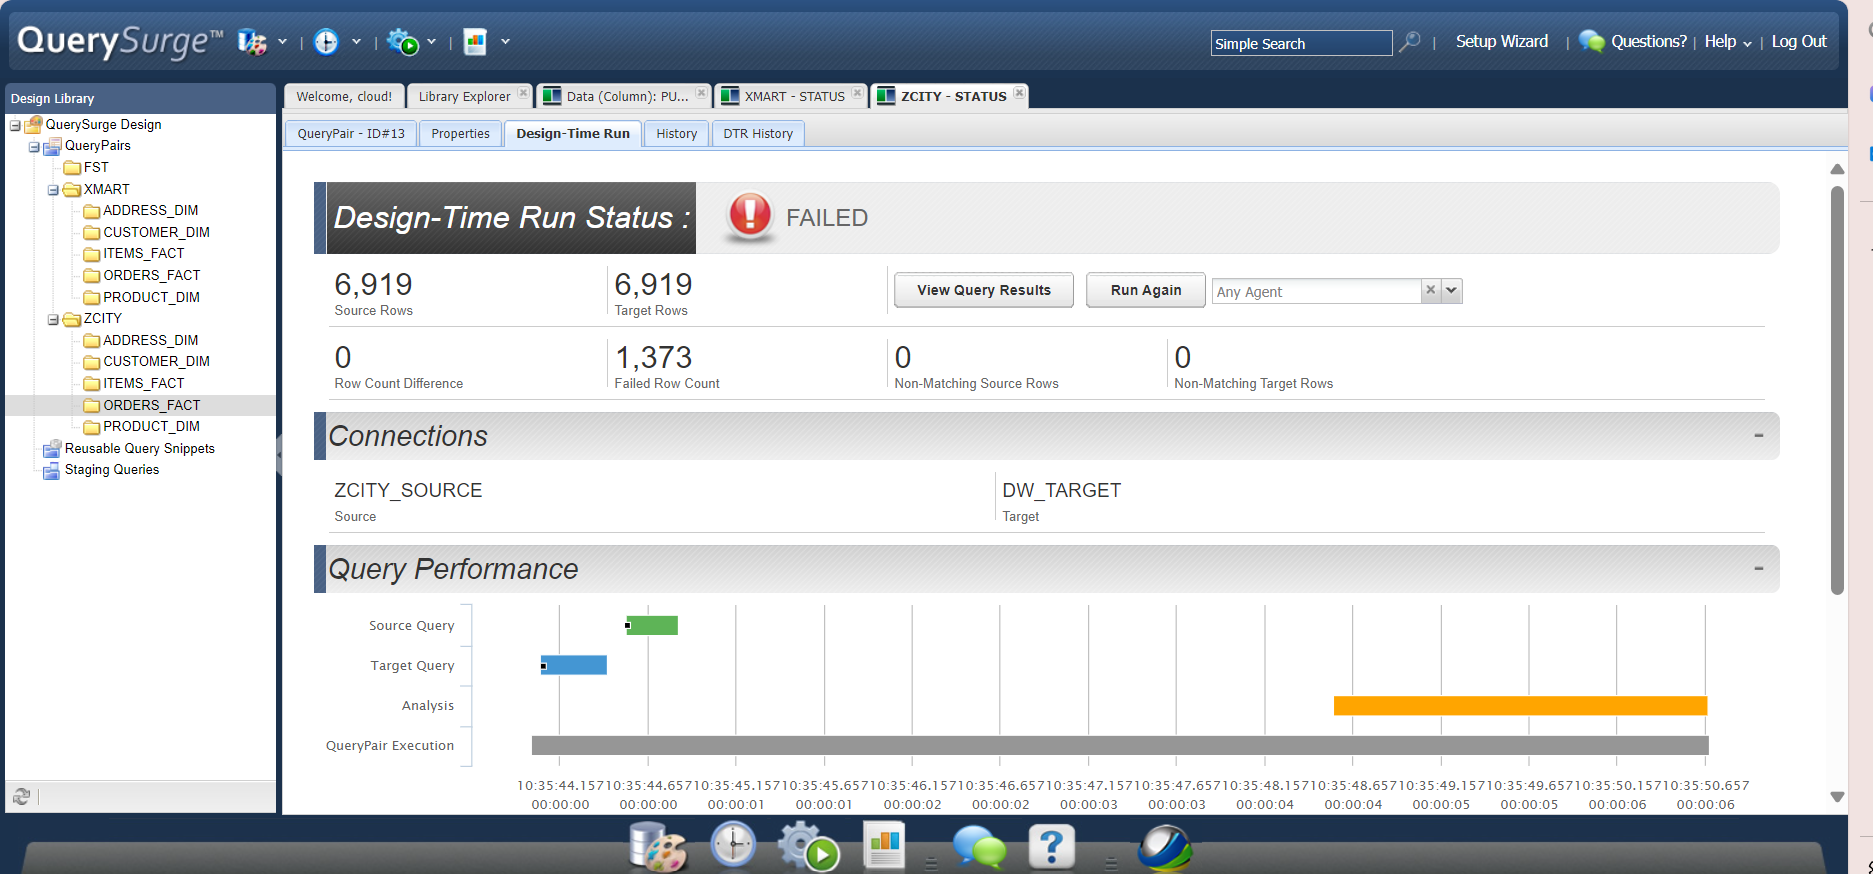 QuerySurge™ | | | Simple Search | Setup Wizard | Questions? | Help | Log Out
Design Library
QuerySurge Design
QueryPairs
FST
XMART
ADDRESS_DIM
CUSTOMER_DIM
ITEMS_FACT
ORDERS_FACT
PRODUCT_DIM
ZCITY
ADDRESS_DIM
CUSTOMER_DIM
ITEMS_FACT
ORDERS_FACT
PRODUCT_DIM
Reusable Query Snippets
Staging Queries
Welcome, cloud! Library Explorer Data (Column): PU... XMART - STATUS ZCITY - STATUS
QueryPair - ID#13 Properties Design-Time Run History DTR History
Design-Time Run Status : FAILED
6,919 6,919 View Query Results Run Again Any Agent
Source Rows Target Rows
0 1,373 0 0
Row Count Difference Failed Row Count Non-Matching Source Rows Non-Matching Target Rows
Connections -
ZCITY_SOURCE DW_TARGET
Source Target
Query Performance -
Source Query
Target Query
Analysis
QueryPair Execution
10:35:44.157 10:35:44.657 10:35:45.157 10:35:45.657 10:35:46.157 10:35:46.657 10:35:47.157 10:35:47.657 10:35:48.157 10:35:48.657 10:35:49.157 10:35:49.657 10:35:50.157 10:35:50.657
00:00:00 00:00:00 00:00:01 00:00:01 00:00:02 00:00:02 00:00:03 00:00:03 00:00:04 00:00:04 00:00:05 00:00:05 00:00:06 00:00:06